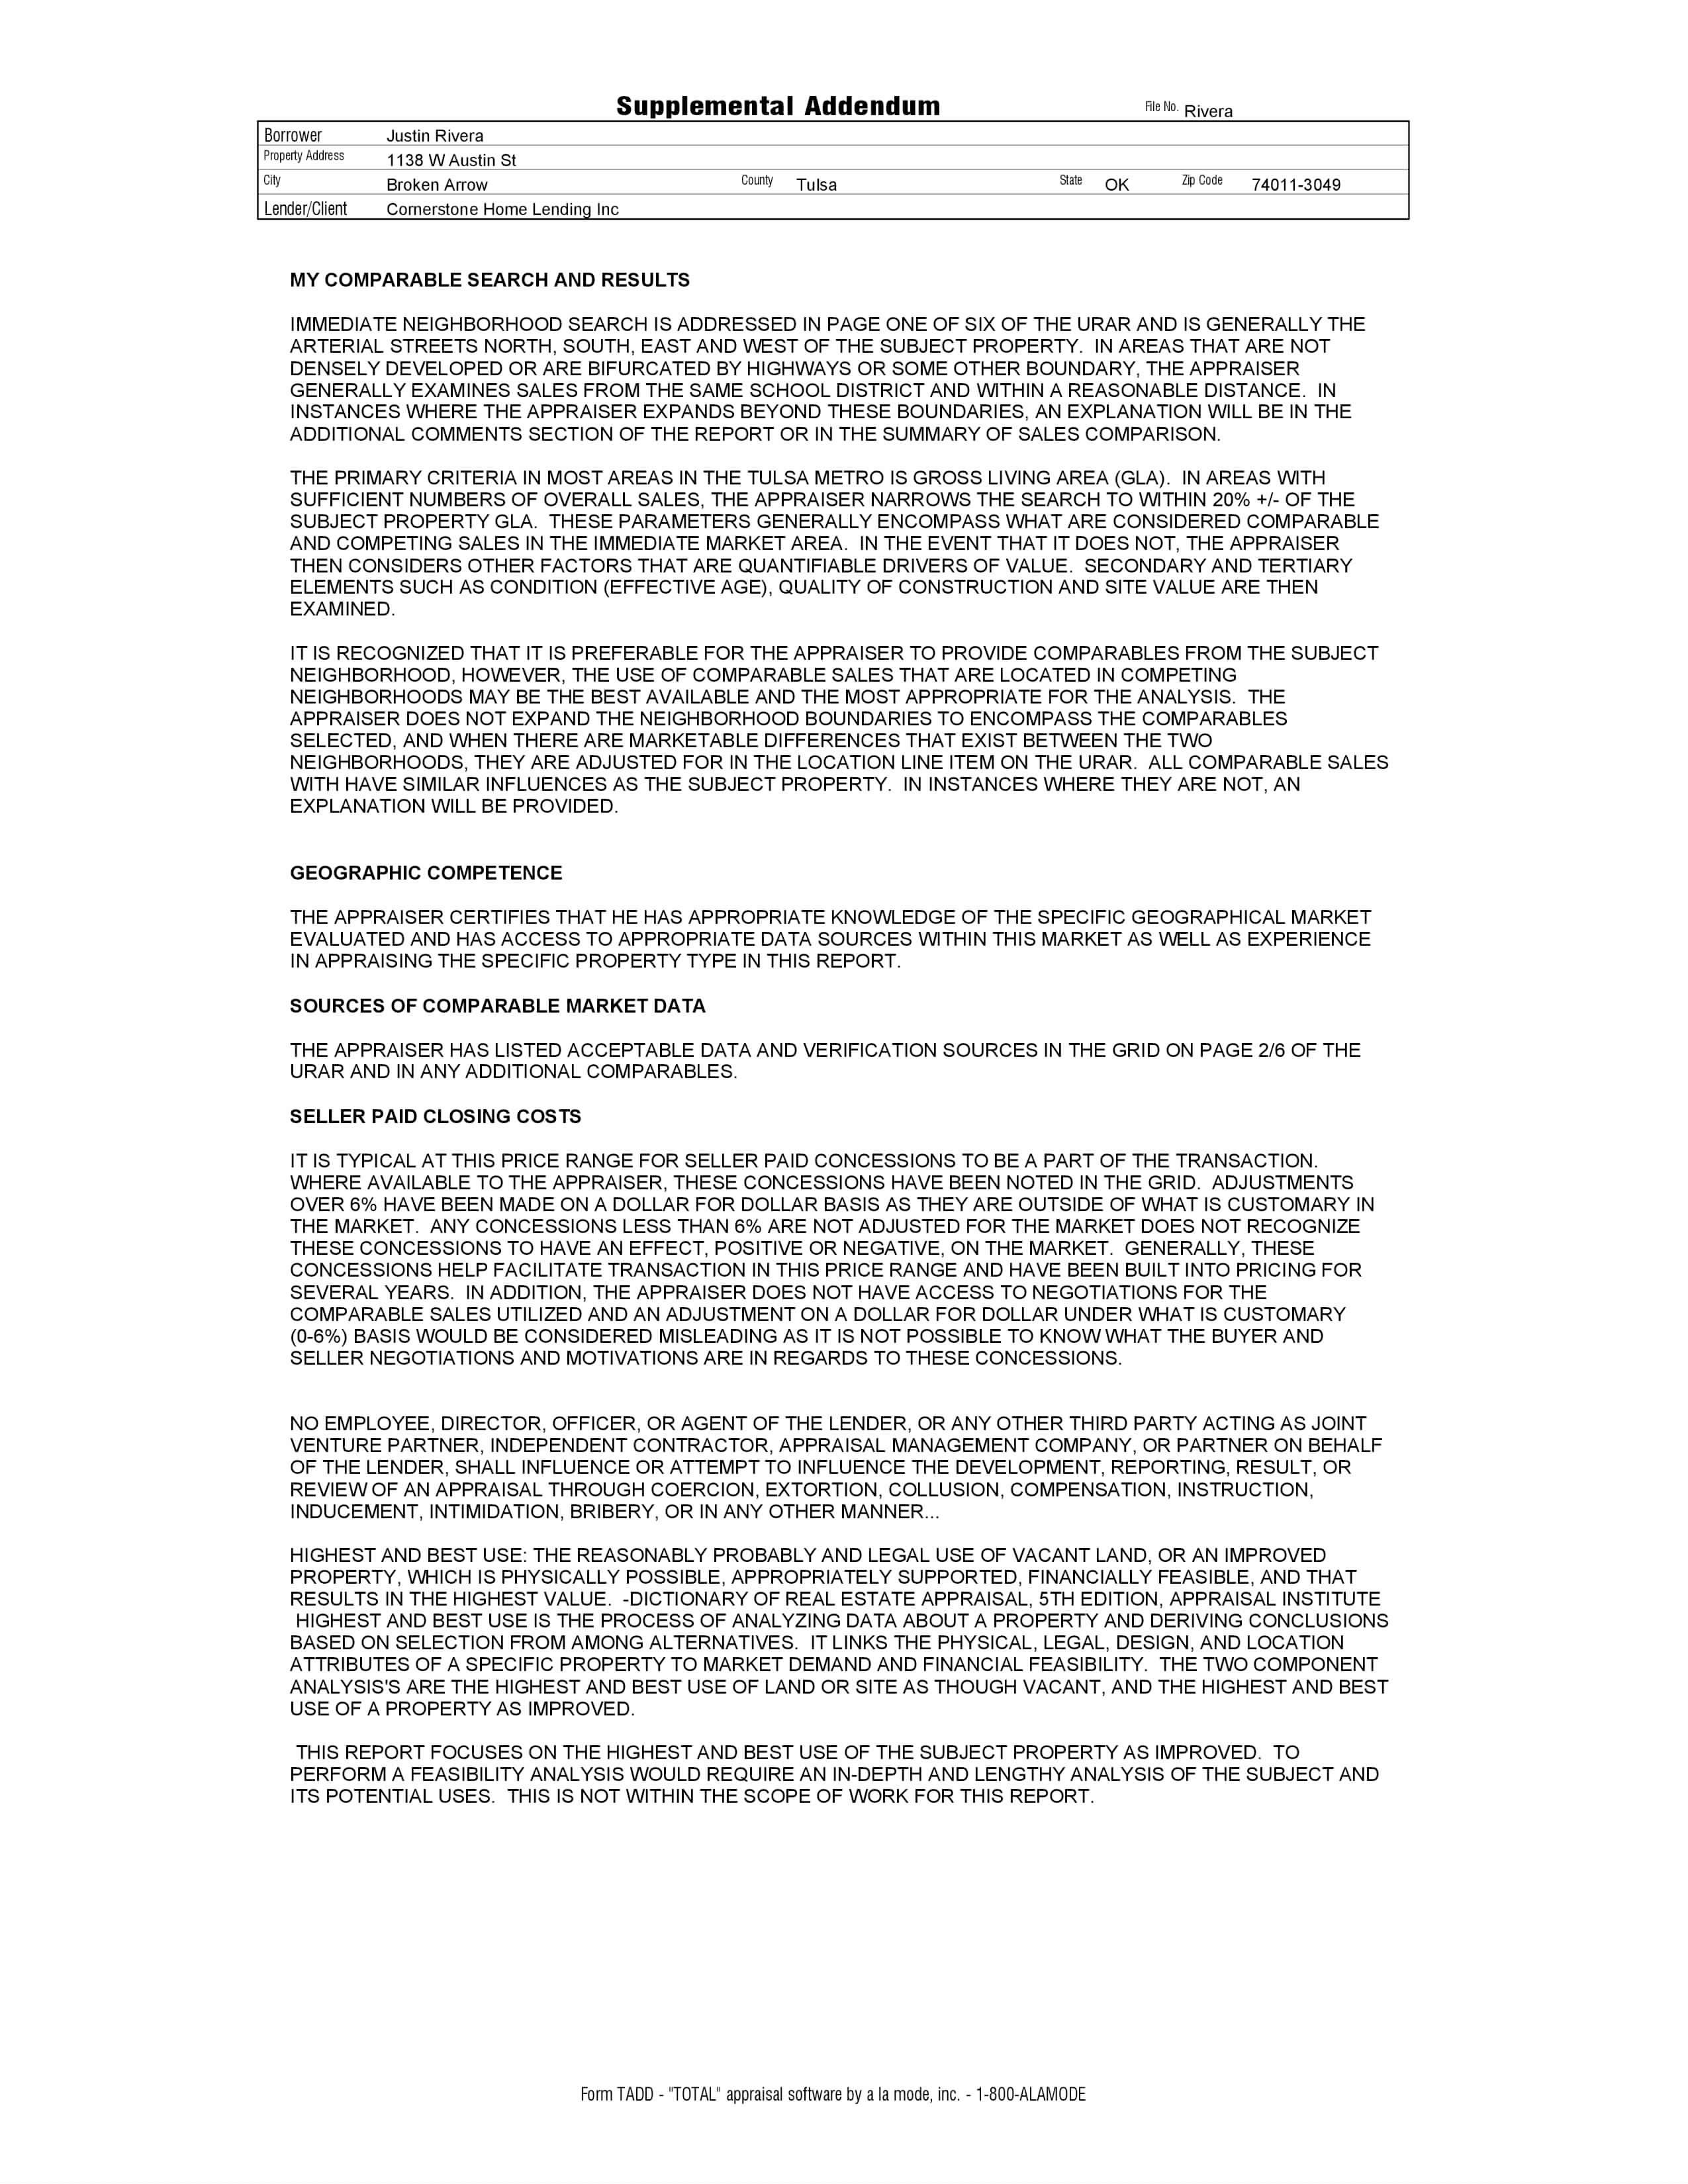 Supplemental Addendum File No. Rivera
Borrower Justin Rivera
Property Address 1138 W Austin St
City Broken Arrow County Tulsa State OK Zip Code 74011-3049
Lender/Client Cornerstone Home Lending Inc
MY COMPARABLE SEARCH AND RESULTS
IMMEDIATE NEIGHBORHOOD SEARCH IS ADDRESSED IN PAGE ONE OF SIX OF THE URAR AND IS GENERALLY THE
ARTERIAL STREETS NORTH, SOUTH, EAST AND WEST OF THE SUBJECT PROPERTY. IN AREAS THAT ARE NOT
DENSELY DEVELOPED OR ARE BIFURCATED BY HIGHWAYS OR SOME OTHER BOUNDARY, THE APPRAISER
GENERALLY EXAMINES SALES FROM THE SAME SCHOOL DISTRICT AND WITHIN A REASONABLE DISTANCE. IN
INSTANCES WHERE THE APPRAISER EXPANDS BEYOND THESE BOUNDARIES, AN EXPLANATION WILL BE IN THE
ADDITIONAL COMMENTS SECTION OF THE REPORT OR IN THE SUMMARY OF SALES COMPARISON.
THE PRIMARY CRITERIA IN MOST AREAS IN THE TULSA METRO IS GROSS LIVING AREA (GLA). IN AREAS WITH
SUFFICIENT NUMBERS OF OVERALL SALES, THE APPRAISER NARROWS THE SEARCH TO WITHIN 20% +/- OF THE
SUBJECT PROPERTY GLA. THESE PARAMETERS GENERALLY ENCOMPASS WHAT ARE CONSIDERED COMPARABLE
AND COMPETING SALES IN THE IMMEDIATE MARKET AREA. IN THE EVENT THAT IT DOES NOT, THE APPRAISER
THEN CONSIDERS OTHER FACTORS THAT ARE QUANTIFIABLE DRIVERS OF VALUE. SECONDARY AND TERTIARY
ELEMENTS SUCH AS CONDITION (EFFECTIVE AGE), QUALITY OF CONSTRUCTION AND SITE VALUE ARE THEN
EXAMINED.
IT IS RECOGNIZED THAT IT IS PREFERABLE FOR THE APPRAISER TO PROVIDE COMPARABLES FROM THE SUBJECT
NEIGHBORHOOD, HOWEVER, THE USE OF COMPARABLE SALES THAT ARE LOCATED IN COMPETING
NEIGHBORHOODS MAY BE THE BEST AVAILABLE AND THE MOST APPROPRIATE FOR THE ANALYSIS. THE
APPRAISER DOES NOT EXPAND THE NEIGHBORHOOD BOUNDARIES TO ENCOMPASS THE COMPARABLES
SELECTED, AND WHEN THERE ARE MARKETABLE DIFFERENCES THAT EXIST BETWEEN THE TWO
NEIGHBORHOODS, THEY ARE ADJUSTED FOR IN THE LOCATION LINE ITEM ON THE URAR. ALL COMPARABLE SALES
WITH HAVE SIMILAR INFLUENCES AS THE SUBJECT PROPERTY. IN INSTANCES WHERE THEY ARE NOT, AN
EXPLANATION WILL BE PROVIDED.
GEOGRAPHIC COMPETENCE
THE APPRAISER CERTIFIES THAT HE HAS APPROPRIATE KNOWLEDGE OF THE SPECIFIC GEOGRAPHICAL MARKET
EVALUATED AND HAS ACCESS TO APPROPRIATE DATA SOURCES WITHIN THIS MARKET AS WELL AS EXPERIENCE
IN APPRAISING THE SPECIFIC PROPERTY TYPE IN THIS REPORT.
SOURCES OF COMPARABLE MARKET DATA
THE APPRAISER HAS LISTED ACCEPTABLE DATA AND VERIFICATION SOURCES IN THE GRID ON PAGE 2/6 OF THE
URAR AND IN ANY ADDITIONAL COMPARABLES.
SELLER PAID CLOSING COSTS
IT IS TYPICAL AT THIS PRICE RANGE FOR SELLER PAID CONCESSIONS TO BE A PART OF THE TRANSACTION.
WHERE AVAILABLE TO THE APPRAISER, THESE CONCESSIONS HAVE BEEN NOTED IN THE GRID. ADJUSTMENTS
OVER 6% HAVE BEEN MADE ON A DOLLAR FOR DOLLAR BASIS AS THEY ARE OUTSIDE OF WHAT IS CUSTOMARY IN
THE MARKET. ANY CONCESSIONS LESS THAN 6% ARE NOT ADJUSTED FOR THE MARKET DOES NOT RECOGNIZE
THESE CONCESSIONS TO HAVE AN EFFECT, POSITIVE OR NEGATIVE, ON THE MARKET. GENERALLY, THESE
CONCESSIONS HELP FACILITATE TRANSACTION IN THIS PRICE RANGE AND HAVE BEEN BUILT INTO PRICING FOR
SEVERAL YEARS. IN ADDITION, THE APPRAISER DOES NOT HAVE ACCESS TO NEGOTIATIONS FOR THE
COMPARABLE SALES UTILIZED AND AN ADJUSTMENT ON A DOLLAR FOR DOLLAR UNDER WHAT IS CUSTOMARY
(0-6%) BASIS WOULD BE CONSIDERED MISLEADING AS IT IS NOT POSSIBLE TO KNOW WHAT THE BUYER AND
SELLER NEGOTIATIONS AND MOTIVATIONS ARE IN REGARDS TO THESE CONCESSIONS.
NO EMPLOYEE, DIRECTOR, OFFICER, OR AGENT OF THE LENDER, OR ANY OTHER THIRD PARTY ACTING AS JOINT
VENTURE PARTNER, INDEPENDENT CONTRACTOR, APPRAISAL MANAGEMENT COMPANY, OR PARTNER ON BEHALF
OF THE LENDER, SHALL INFLUENCE OR ATTEMPT TO INFLUENCE THE DEVELOPMENT, REPORTING, RESULT, OR
REVIEW OF AN APPRAISAL THROUGH COERCION, EXTORTION, COLLUSION, COMPENSATION, INSTRUCTION,
INDUCEMENT, INTIMIDATION, BRIBERY, OR IN ANY OTHER MANNER...
HIGHEST AND BEST USE: THE REASONABLY PROBABLY AND LEGAL USE OF VACANT LAND, OR AN IMPROVED
PROPERTY, WHICH IS PHYSICALLY POSSIBLE, APPROPRIATELY SUPPORTED, FINANCIALLY FEASIBLE, AND THAT
RESULTS IN THE HIGHEST VALUE. -DICTIONARY OF REAL ESTATE APPRAISAL, 5TH EDITION, APPRAISAL INSTITUTE
HIGHEST AND BEST USE IS THE PROCESS OF ANALYZING DATA ABOUT A PROPERTY AND DERIVING CONCLUSIONS
BASED ON SELECTION FROM AMONG ALTERNATIVES. IT LINKS THE PHYSICAL, LEGAL, DESIGN, AND LOCATION
ATTRIBUTES OF A SPECIFIC PROPERTY TO MARKET DEMAND AND FINANCIAL FEASIBILITY. THE TWO COMPONENT
ANALYSIS'S ARE THE HIGHEST AND BEST USE OF LAND OR SITE AS THOUGH VACANT, AND THE HIGHEST AND BEST
USE OF A PROPERTY AS IMPROVED.
THIS REPORT FOCUSES ON THE HIGHEST AND BEST USE OF THE SUBJECT PROPERTY AS IMPROVED. TO
PERFORM A FEASIBILITY ANALYSIS WOULD REQUIRE AN IN-DEPTH AND LENGTHY ANALYSIS OF THE SUBJECT AND
ITS POTENTIAL USES. THIS IS NOT WITHIN THE SCOPE OF WORK FOR THIS REPORT.
Form TADD - "TOTAL" appraisal software by a la mode, inc. - 1-800-ALAMODE